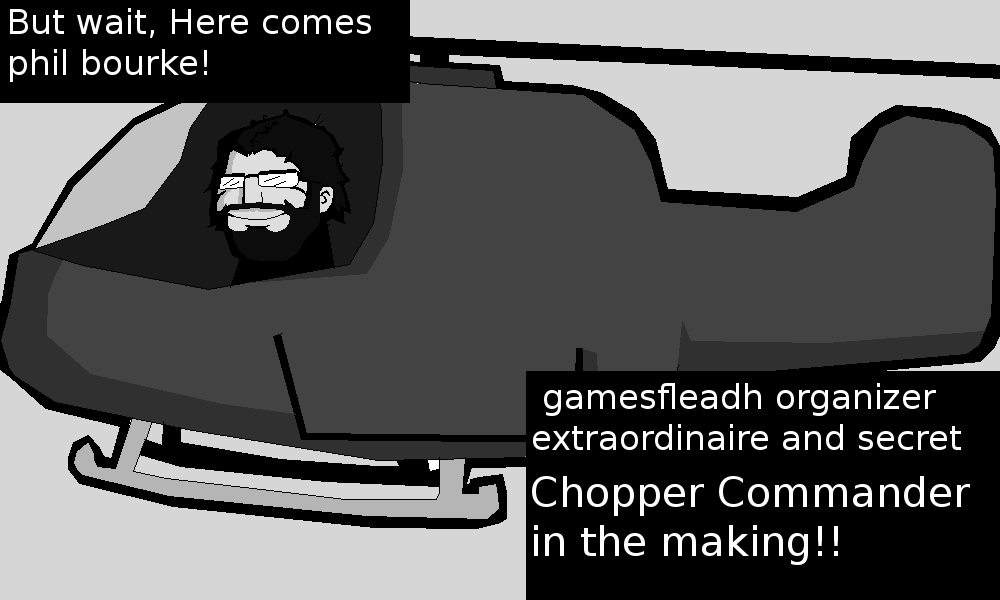 But wait, Here comes
phil bourke!
gamesfleadh organizer
extraordinaire and secret
Chopper Commander
in the making!!